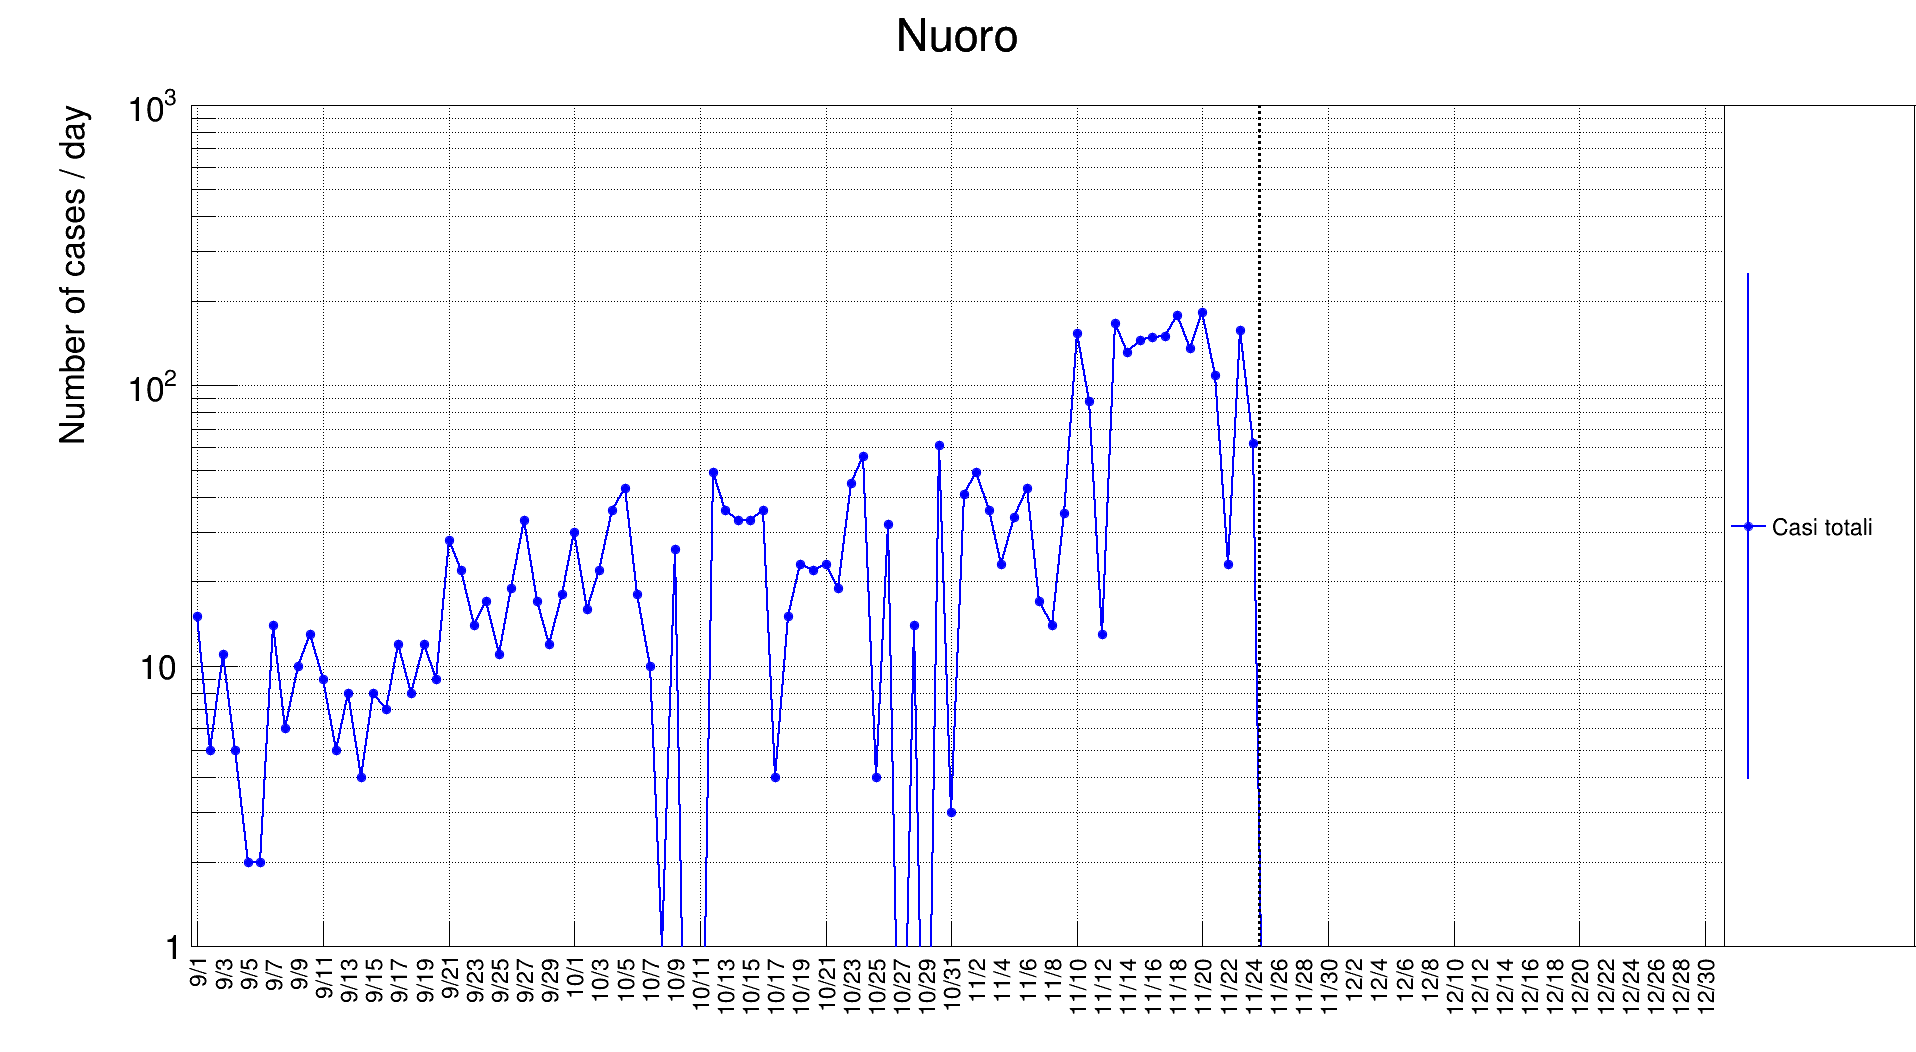 Nuoro
Number of cases / day
10³
10²
10
1
9/1 9/3 9/5 9/7 9/9 9/11 9/13 9/15 9/17 9/19 9/21 9/23 9/25 9/27 9/29 10/1 10/3 10/5 10/7 10/9 10/11 10/13 10/15 10/17 10/19 10/21 10/23 10/25 10/27 10/29 10/31 11/2 11/4 11/6 11/8 11/10 11/12 11/14 11/16 11/18 11/20 11/22 11/24 11/26 11/28 11/30 12/2 12/4 12/6 12/8 12/10 12/12 12/14 12/16 12/18 12/20 12/22 12/24 12/26 12/28 12/30
Casi totali